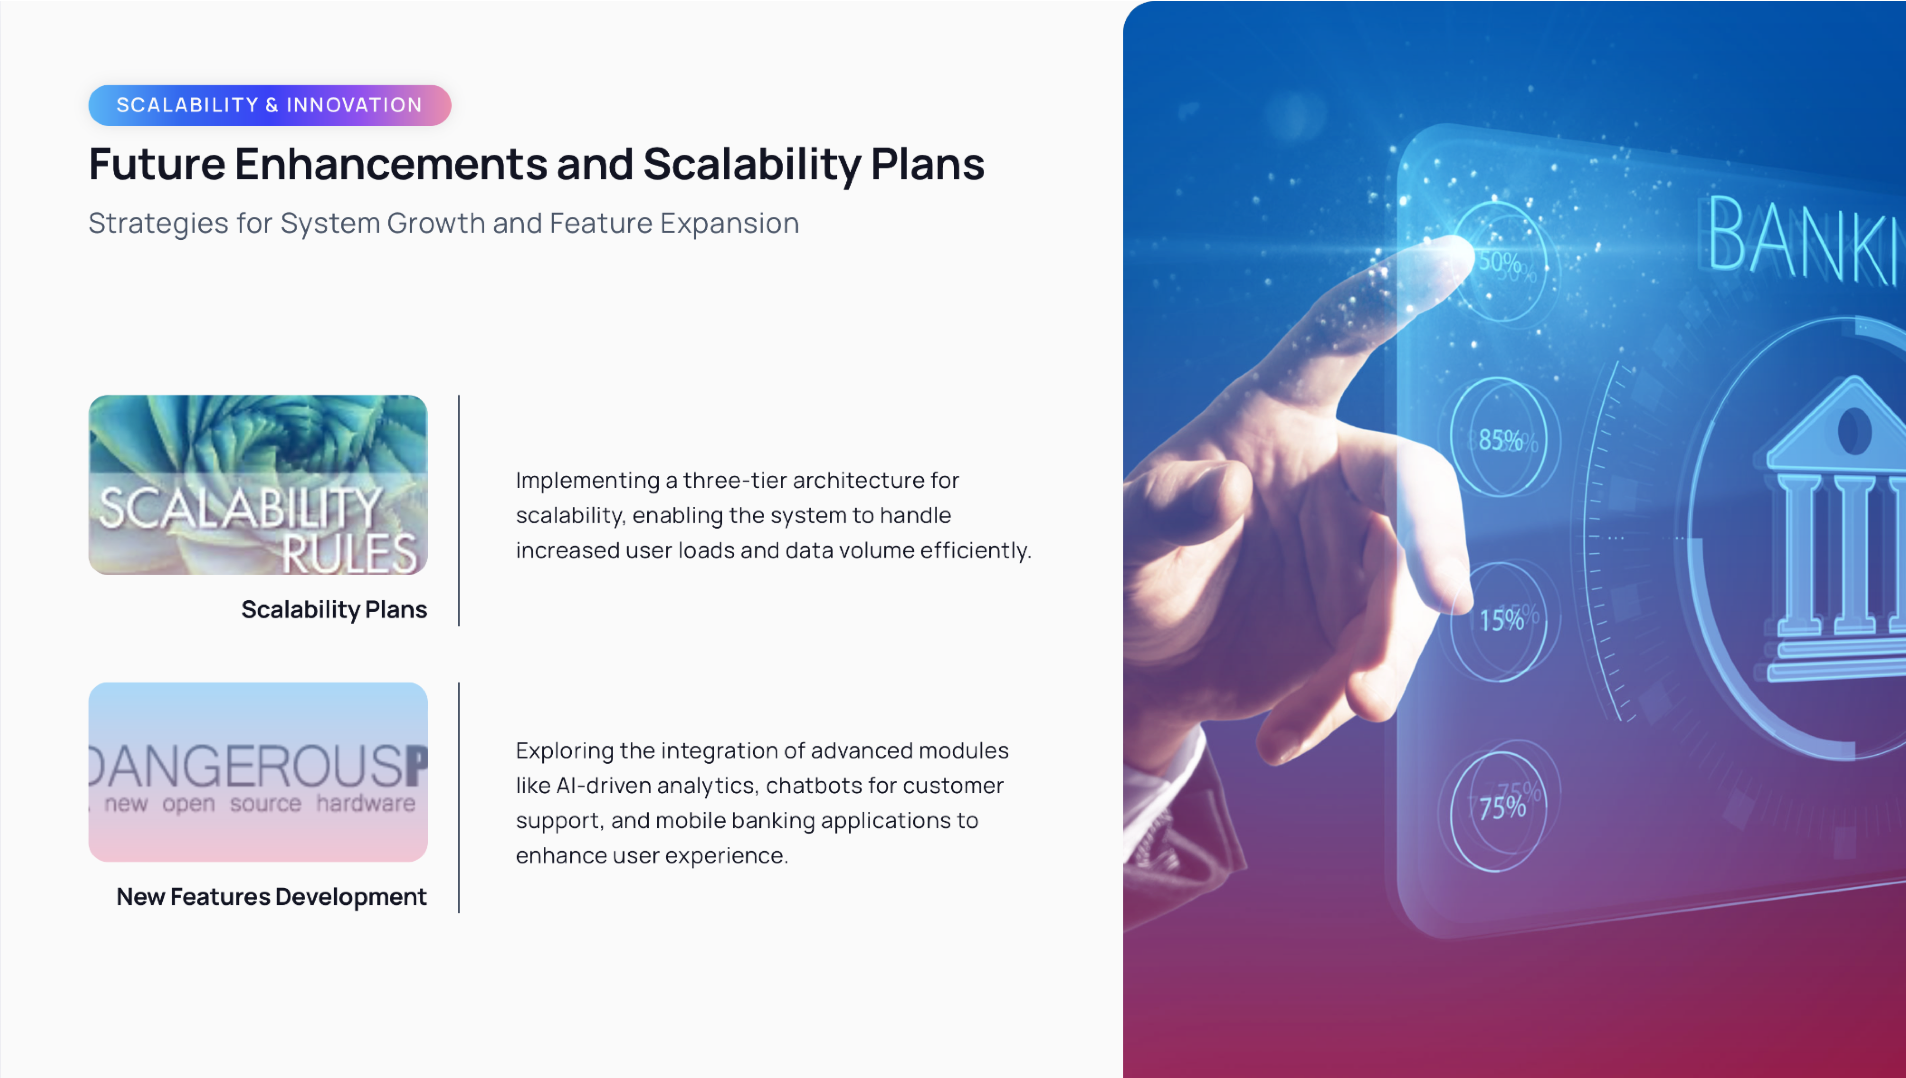 SCALABILITY & INNOVATION
Future Enhancements and Scalability Plans
Strategies for System Growth and Feature Expansion
SCALABILITY
RULES
Scalability Plans
Implementing a three-tier architecture for
scalability, enabling the system to handle
increased user loads and data volume efficiently.
DANGEROUSP
new open source hardware
New Features Development
Exploring the integration of advanced modules
like AI-driven analytics, chatbots for customer
support, and mobile banking applications to
enhance user experience.
BANKI
50%
85%
15%
75%